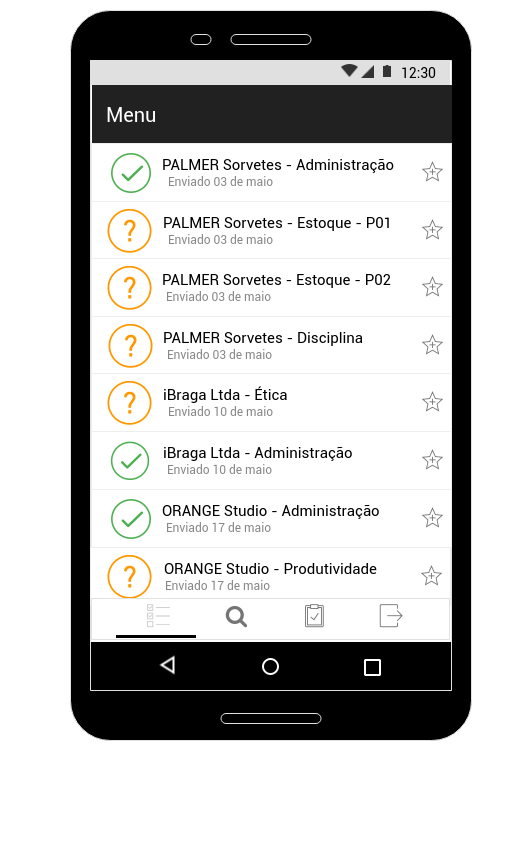 12:30
Menu
PALMER Sorvetes - Administração
Enviado 03 de maio
PALMER Sorvetes - Estoque - P01
Enviado 03 de maio
PALMER Sorvetes - Estoque - P02
Enviado 03 de maio
PALMER Sorvetes - Disciplina
Enviado 03 de maio
iBraga Ltda - Ética
Enviado 10 de maio
iBraga Ltda - Administração
Enviado 10 de maio
ORANGE Studio - Administração
Enviado 17 de maio
ORANGE Studio - Produtividade
Enviado 17 de maio